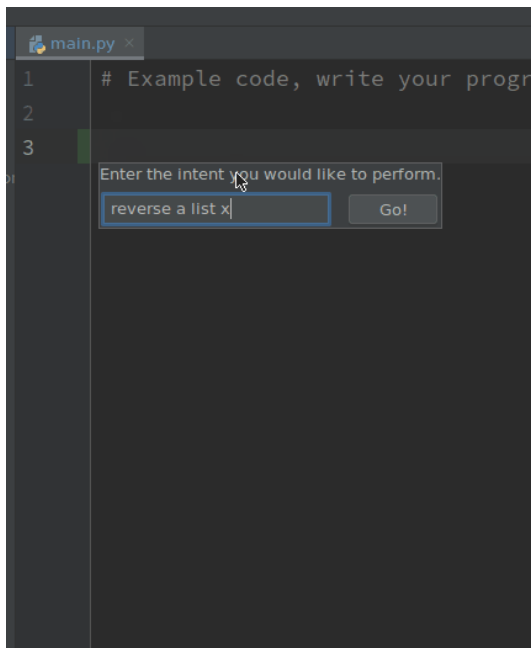 main.py
1 # Example code, write your progr
2
3
Enter the intent you would like to perform.
reverse a list x
Go!